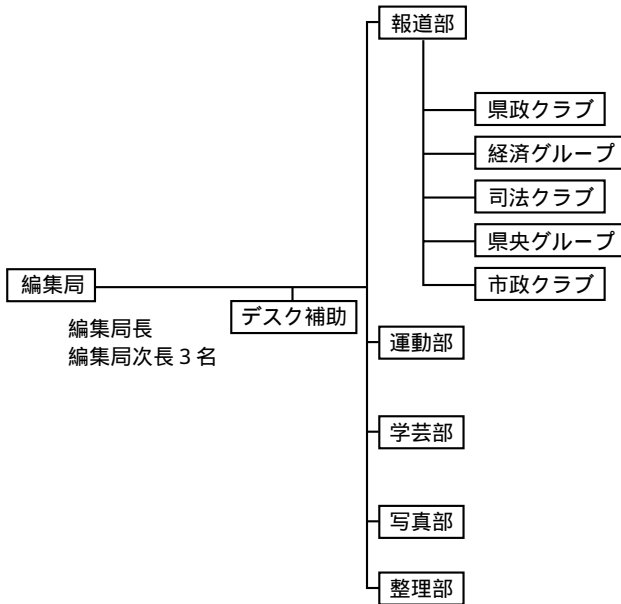 報道部
県政クラブ
経済グループ
司法クラブ
県央グループ
市政クラブ
編集局
デスク補助
編集局長
編集局次長３名
運動部
学芸部
写真部
整理部